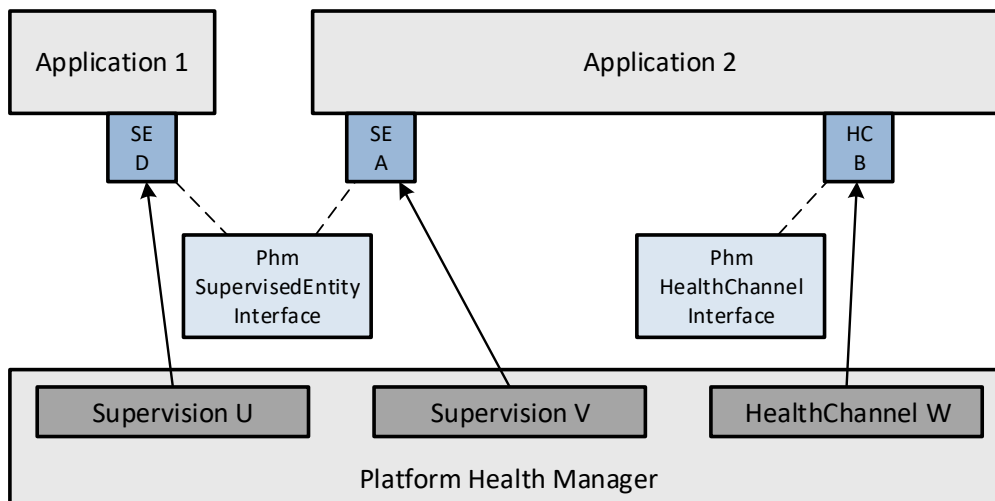 Application 1
Application 2
SE
D
SE
A
HC
B
Phm
SupervisedEntity
Interface
Phm
HealthChannel
Interface
Supervision U
Supervision V
HealthChannel W
Platform Health Manager